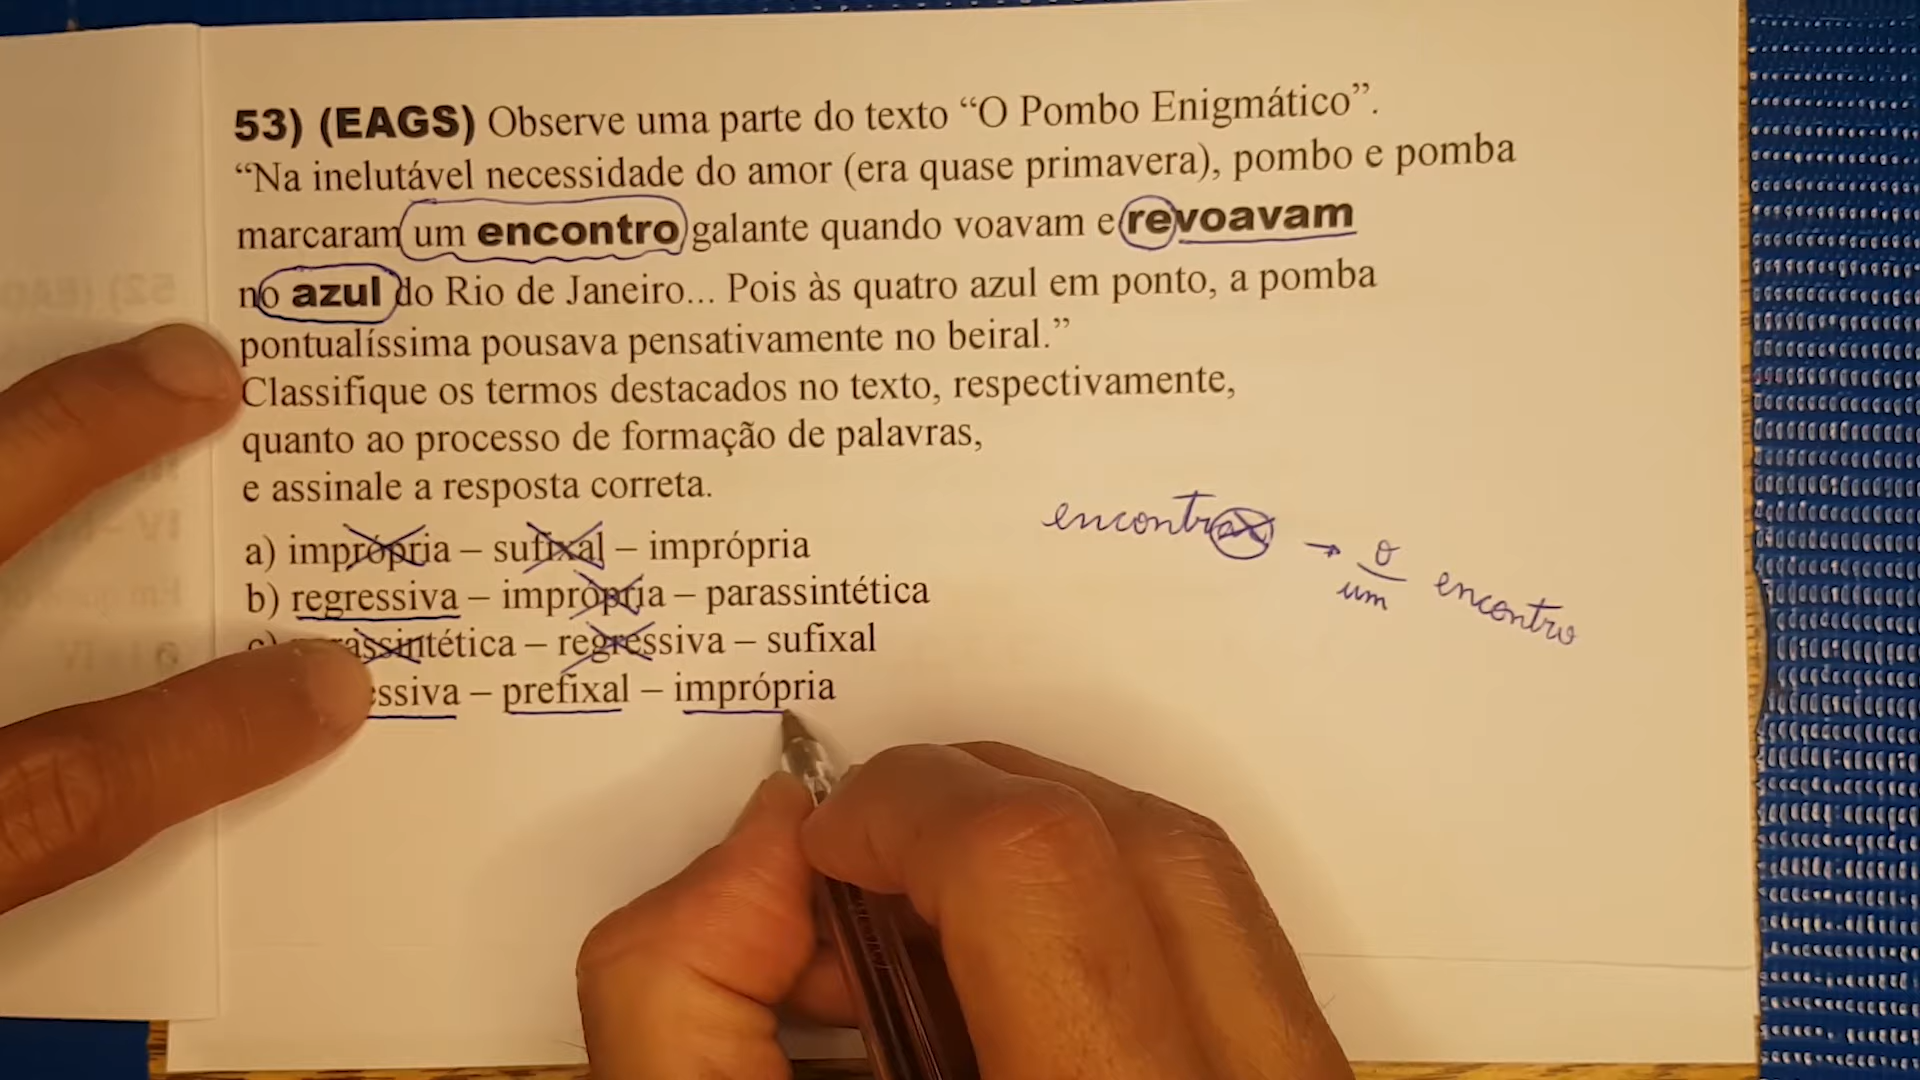 53) (EAGS) Observe uma parte do texto “O Pombo Enigmático”.
“Na inelutável necessidade do amor (era quase primavera), pombo e pomba
marcaram um encontro galante quando voavam e revoavam
no azul do Rio de Janeiro... Pois às quatro azul em ponto, a pomba
pontualíssima pousava pensativamente no beiral.”
Classifique os termos destacados no texto, respectivamente,
quanto ao processo de formação de palavras,
e assinale a resposta correta.
a) imprópria – sufixal – imprópria
b) regressiva – imprópria – parassintética
c) parassintética – regressiva – sufixal
essiva – prefixal – imprópria
encontrar → o
um encontro